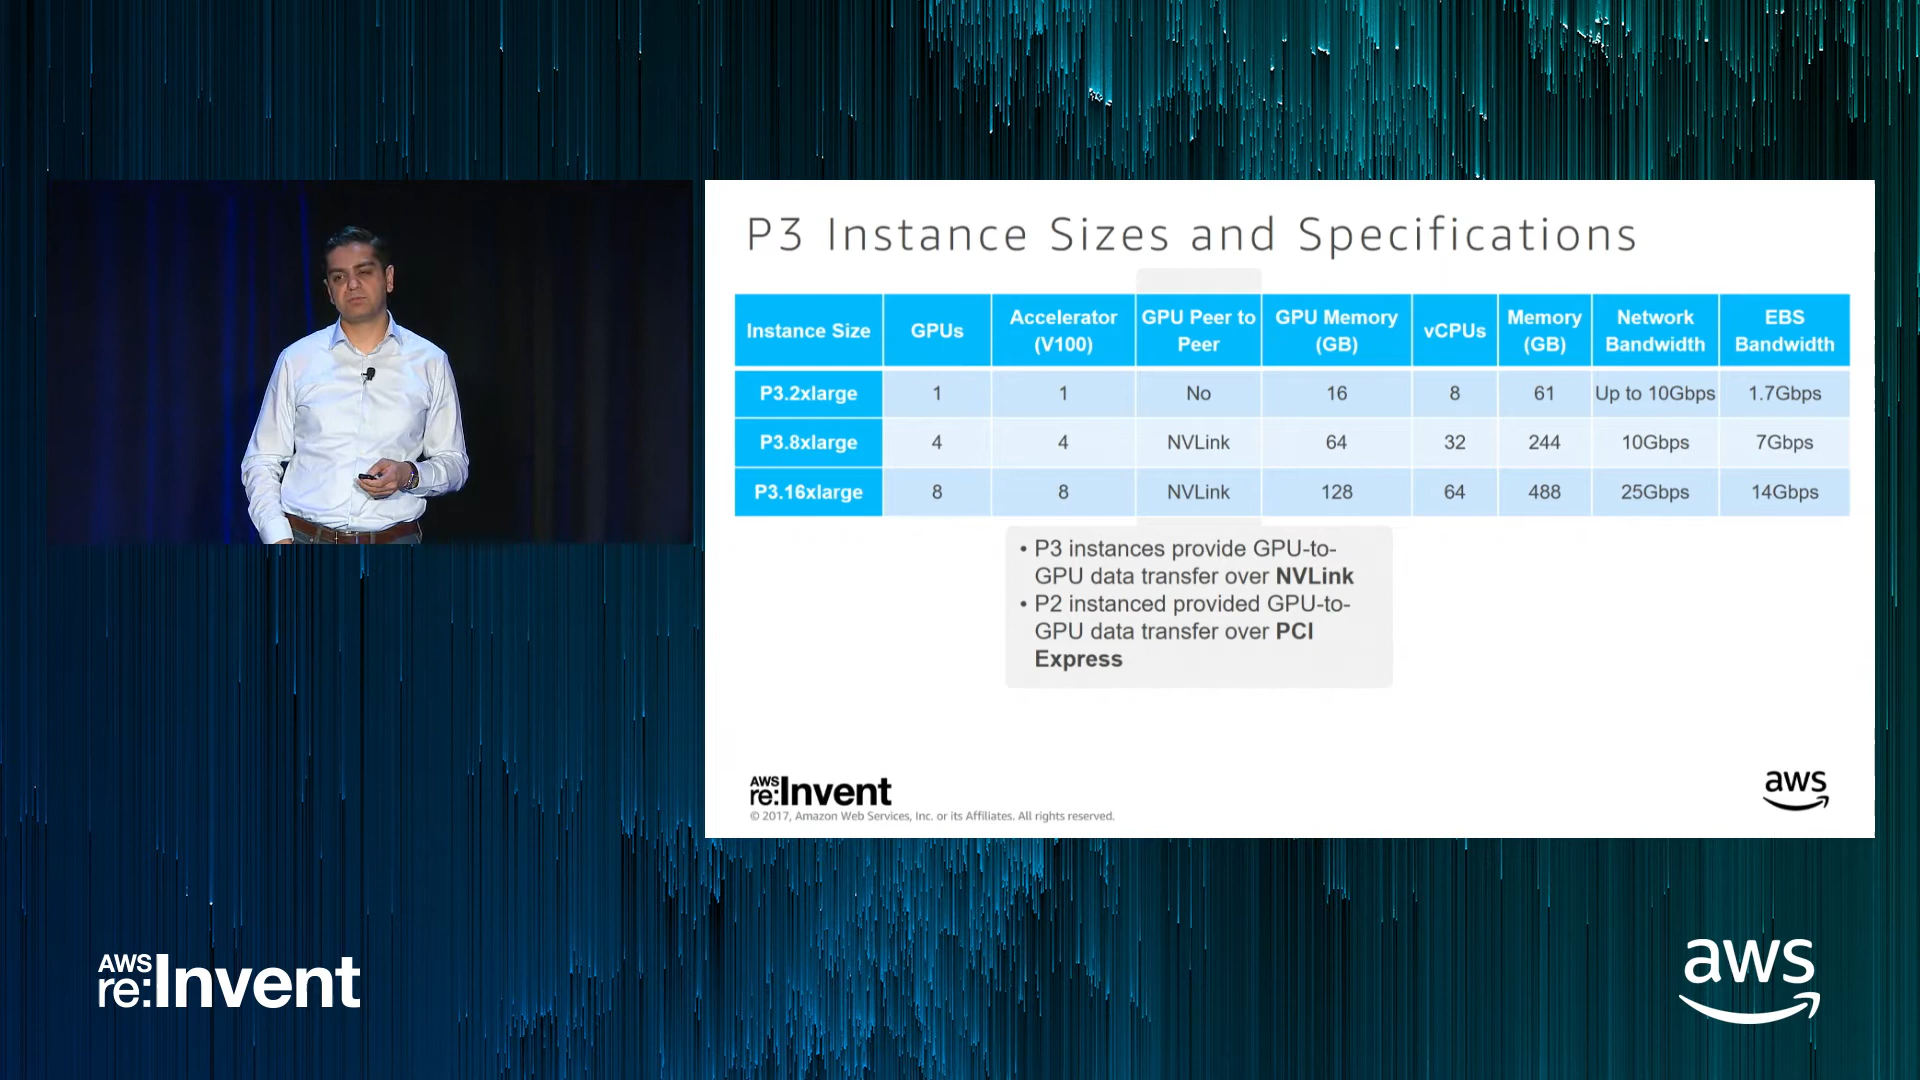 P3 Instance Sizes and Specifications
Instance Size GPUs Accelerator (V100) GPU Peer to Peer GPU Memory (GB) vCPUs Memory (GB) Network Bandwidth EBS Bandwidth
P3.2xlarge 1 1 No 16 8 61 Up to 10Gbps 1.7Gbps
P3.8xlarge 4 4 NVLink 64 32 244 10Gbps 7Gbps
P3.16xlarge 8 8 NVLink 128 64 488 25Gbps 14Gbps
• P3 instances provide GPU-to-
GPU data transfer over NVLink
• P2 instanced provided GPU-to-
GPU data transfer over PCI
Express
AWS
re:Invent
© 2017, Amazon Web Services, Inc. or its Affiliates. All rights reserved.
aws
AWS
re:Invent
aws